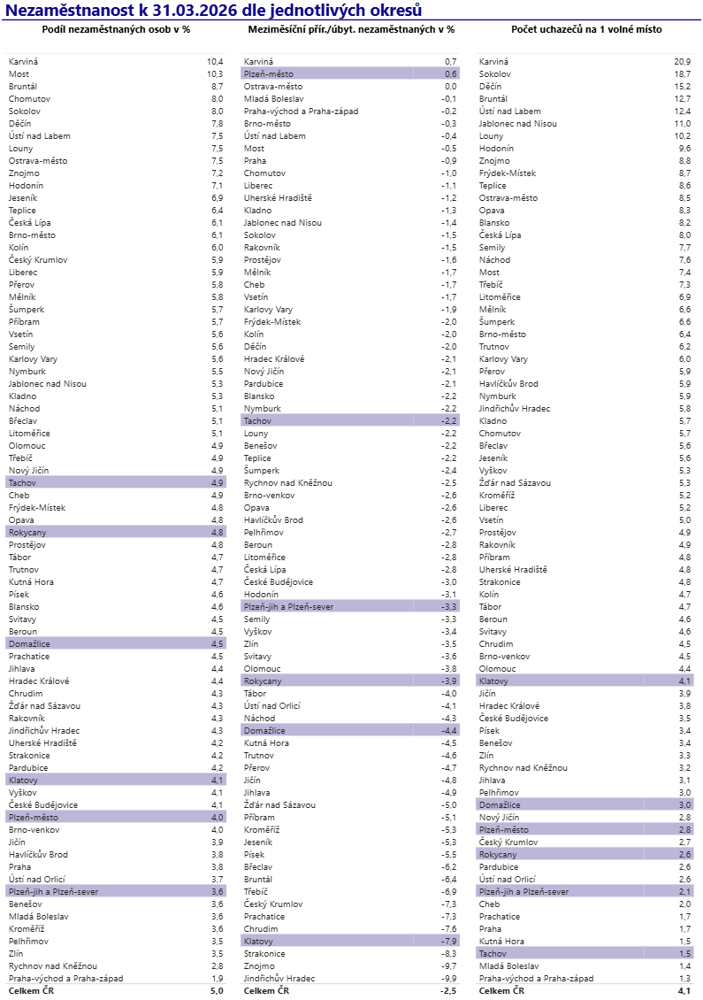 Nezaměstnanost k 31.03.2026 dle jednotlivých okresů
Podíl nezaměstnaných osob v % Meziměsíční přír./úbyt. nezaměstnaných v % Počet uchazečů na 1 volné místo
Karviná 10,4 Karviná 0,7 Karviná 20,9
Most 10,3 Plzeň-město 0,6 Sokolov 18,7
Bruntál 8,7 Ostrava-město 0,0 Děčín 15,2
Chomutov 8,0 Mladá Boleslav -0,1 Bruntál 12,7
Sokolov 8,0 Praha-východ a Praha-západ -0,2 Ústí nad Labem 12,4
Děčín 7,8 Brno-město -0,3 Jablonec nad Nisou 11,0
Ústí nad Labem 7,5 Ústí nad Labem -0,4 Louny 10,2
Louny 7,5 Most -0,5 Hodonín 9,6
Ostrava-město 7,5 Praha -0,9 Znojmo 8,8
Znojmo 7,2 Chomutov -1,0 Frýdek-Místek 8,7
Hodonín 7,1 Liberec -1,1 Teplice 8,6
Jeseník 6,9 Uherské Hradiště -1,2 Ostrava-město 8,5
Teplice 6,4 Kladno -1,3 Opava 8,3
Česká Lípa 6,1 Jablonec nad Nisou -1,4 Blansko 8,2
Brno-město 6,1 Sokolov -1,5 Česká Lípa 8,0
Kolín 6,0 Rakovník -1,5 Semily 7,7
Český Krumlov 5,9 Prostějov -1,6 Náchod 7,6
Liberec 5,9 Mělník -1,7 Most 7,4
Přerov 5,8 Cheb -1,7 Třebíč 7,3
Mělník 5,8 Vsetín -1,7 Litoměřice 6,9
Šumperk 5,7 Karlovy Vary -1,9 Mělník 6,6
Příbram 5,7 Frýdek-Místek -2,0 Šumperk 6,6
Vsetín 5,6 Kolín -2,0 Brno-město 6,4
Semily 5,6 Děčín -2,0 Trutnov 6,2
Karlovy Vary 5,6 Hradec Králové -2,1 Karlovy Vary 6,0
Nymburk 5,5 Nový Jičín -2,1 Přerov 5,9
Jablonec nad Nisou 5,3 Pardubice -2,1 Havlíčkův Brod 5,9
Kladno 5,3 Blansko -2,2 Nymburk 5,9
Náchod 5,1 Nymburk -2,2 Jindřichův Hradec 5,8
Břeclav 5,1 Tachov -2,2 Kladno 5,7
Litoměřice 5,1 Louny -2,2 Chomutov 5,7
Olomouc 4,9 Benešov -2,2 Břeclav 5,6
Třebíč 4,9 Teplice -2,2 Jeseník 5,6
Nový Jičín 4,9 Šumperk -2,4 Vyškov 5,3
Tachov 4,9 Rychnov nad Kněžnou -2,5 Žďár nad Sázavou 5,3
Cheb 4,9 Brno-venkov -2,6 Kroměříž 5,2
Frýdek-Místek 4,8 Opava -2,6 Liberec 5,2
Opava 4,8 Havlíčkův Brod -2,6 Vsetín 5,0
Rokycany 4,8 Pelhřimov -2,7 Prostějov 4,9
Prostějov 4,8 Beroun -2,8 Rakovník 4,9
Tábor 4,7 Litoměřice -2,8 Příbram 4,8
Trutnov 4,7 Česká Lípa -2,8 Uherské Hradiště 4,8
Kutná Hora 4,7 České Budějovice -3,0 Strakonice 4,8
Písek 4,6 Hodonín -3,1 Kolín 4,7
Blansko 4,6 Plzeň-jih a Plzeň-sever -3,3 Tábor 4,7
Svitavy 4,5 Semily -3,3 Beroun 4,6
Beroun 4,5 Vyškov -3,4 Svitavy 4,6
Domažlice 4,5 Zlín -3,5 Chrudim 4,5
Prachatice 4,5 Svitavy -3,6 Brno-venkov 4,5
Jihlava 4,4 Olomouc -3,8 Olomouc 4,4
Hradec Králové 4,4 Rokycany -3,9 Klatovy 4,1
Chrudim 4,3 Tábor -4,0 Jičín 3,9
Žďár nad Sázavou 4,3 Ústí nad Orlicí -4,1 Hradec Králové 3,8
Rakovník 4,3 Náchod -4,3 České Budějovice 3,5
Jindřichův Hradec 4,3 Domažlice -4,4 Písek 3,4
Uherské Hradiště 4,2 Kutná Hora -4,5 Benešov 3,4
Strakonice 4,2 Trutnov -4,6 Zlín 3,3
Pardubice 4,2 Přerov -4,7 Rychnov nad Kněžnou 3,2
Klatovy 4,1 Jičín -4,8 Jihlava 3,1
Vyškov 4,1 Jihlava -4,9 Pelhřimov 3,0
České Budějovice 4,1 Žďár nad Sázavou -5,0 Domažlice 3,0
Plzeň-město 4,0 Příbram -5,1 Nový Jičín 2,8
Brno-venkov 4,0 Kroměříž -5,3 Plzeň-město 2,8
Jičín 3,9 Jeseník -5,3 Český Krumlov 2,7
Havlíčkův Brod 3,8 Písek -5,5 Rokycany 2,6
Praha 3,8 Břeclav -6,2 Pardubice 2,6
Ústí nad Orlicí 3,7 Bruntál -6,4 Ústí nad Orlicí 2,6
Plzeň-jih a Plzeň-sever 3,6 Třebíč -6,9 Plzeň-jih a Plzeň-sever 2,1
Benešov 3,6 Český Krumlov -7,3 Cheb 2,0
Mladá Boleslav 3,6 Prachatice -7,3 Prachatice 1,7
Kroměříž 3,6 Chrudim -7,6 Praha 1,7
Pelhřimov 3,5 Klatovy -7,9 Kutná Hora 1,5
Zlín 3,5 Strakonice -8,3 Tachov 1,5
Rychnov nad Kněžnou 2,8 Znojmo -9,7 Mladá Boleslav 1,4
Praha-východ a Praha-západ 1,9 Jindřichův Hradec -9,9 Praha-východ a Praha-západ 1,3
Celkem ČR 5,0 Celkem ČR -2,5 Celkem ČR 4,1